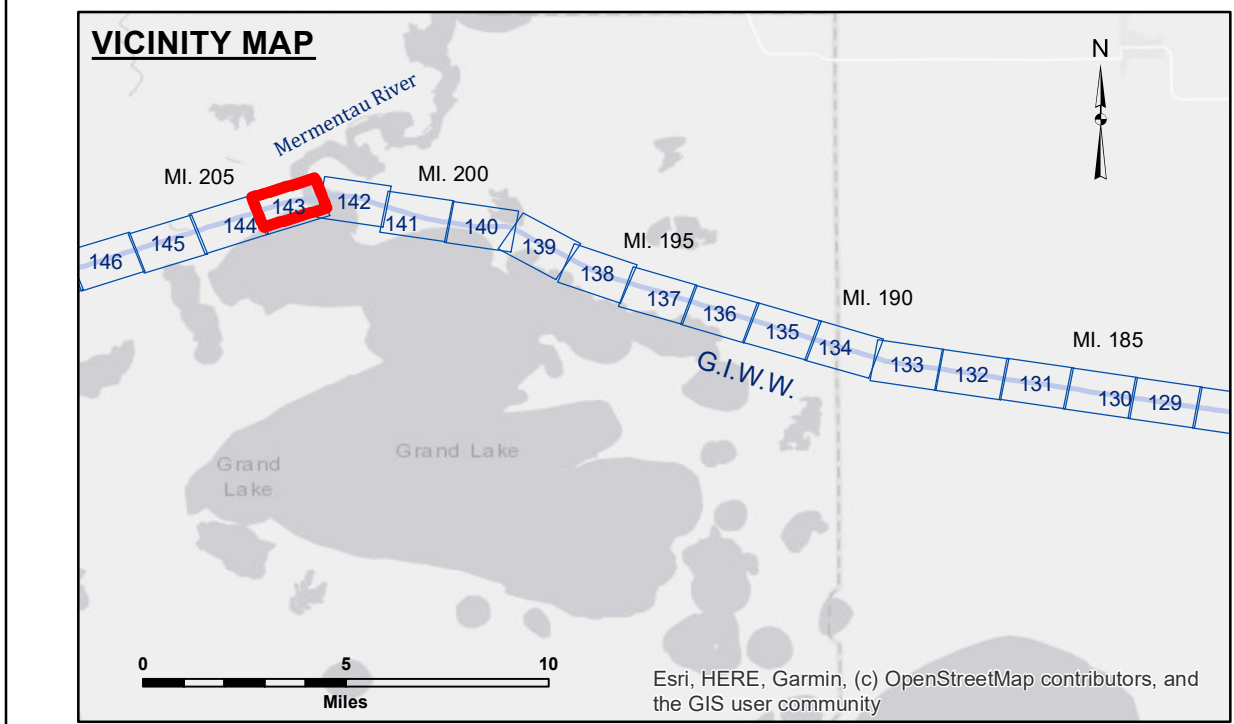 VICINITY MAP
N
Mermentau River
MI. 205
MI. 200
MI. 195
MI. 190
MI. 185
146
145
144
143
142
141
140
139
138
137
136
135
134
133
132
131
130
129
G.I.W.W.
Grand Lake
Grand
Lake
0 5 10
Miles
Esri, HERE, Garmin, (c) OpenStreetMap contributors, and
the GIS user community